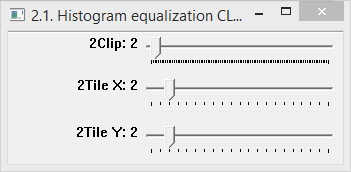 2.1. Histogram equalization CL...
2Clip: 2
2Tile X: 2
2Tile Y: 2